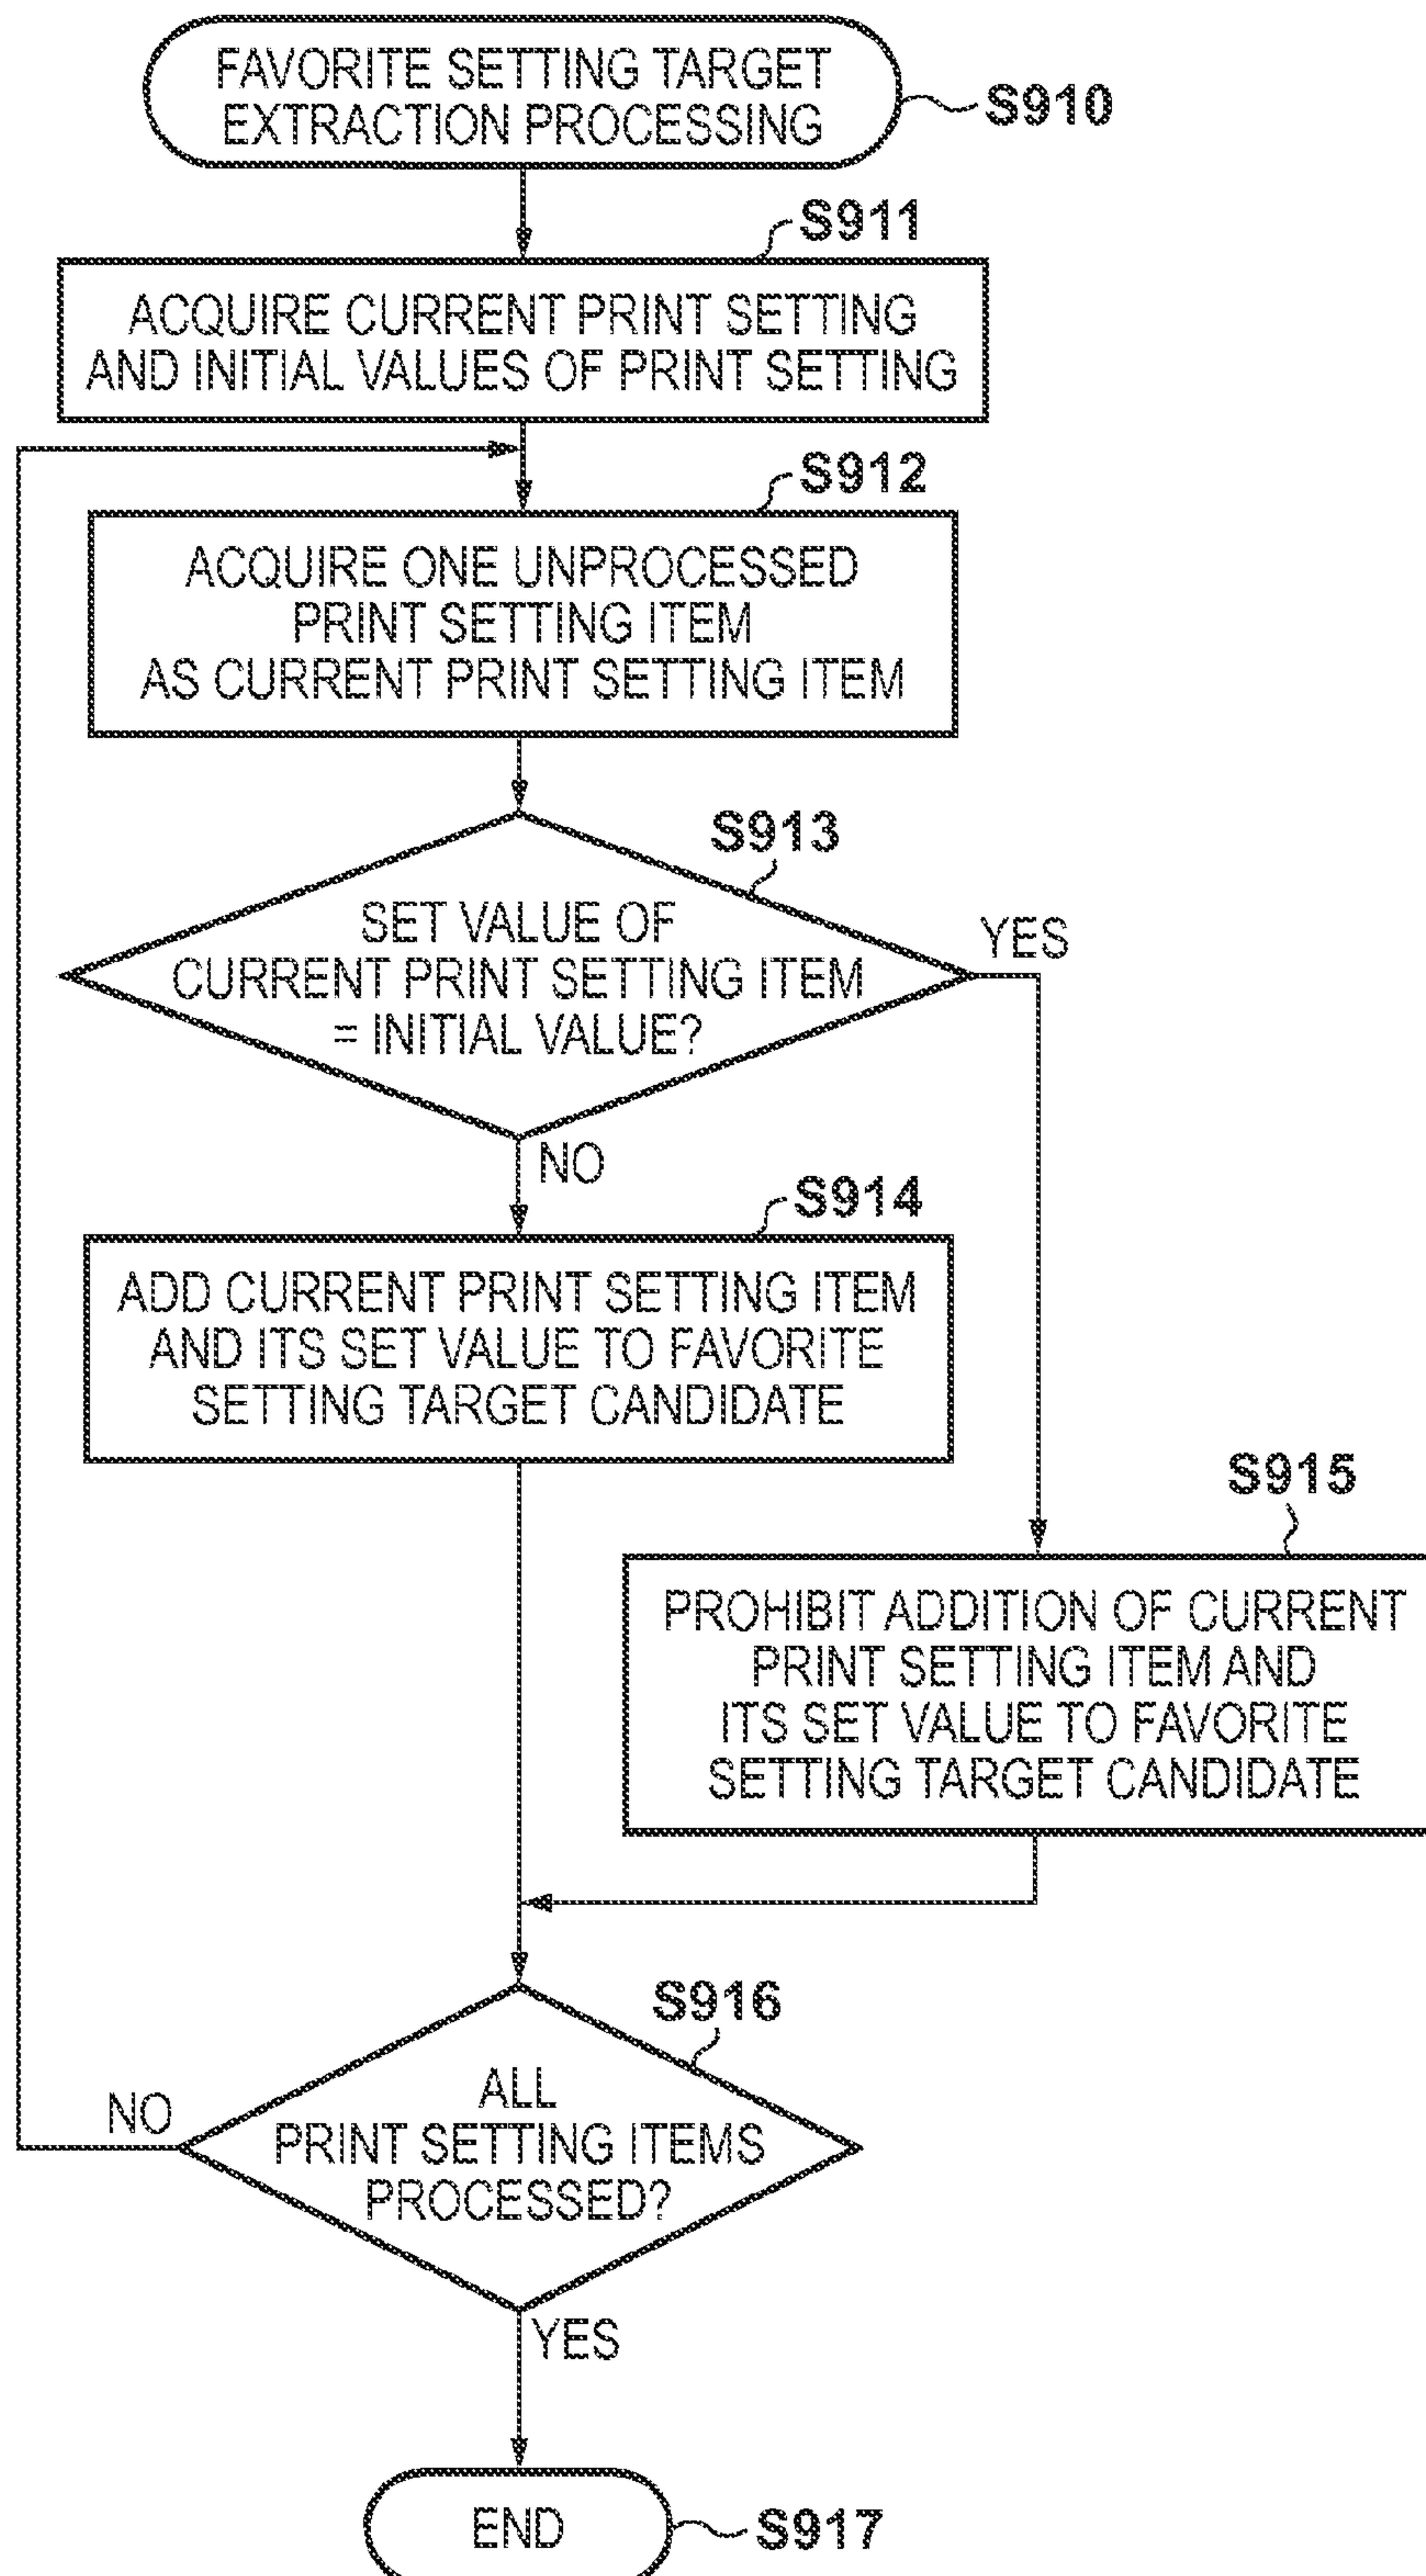 FAVORITE SETTING TARGET
EXTRACTION PROCESSING
S910
S911
ACQUIRE CURRENT PRINT SETTING
AND INITIAL VALUES OF PRINT SETTING
S912
ACQUIRE ONE UNPROCESSED
PRINT SETTING ITEM
AS CURRENT PRINT SETTING ITEM
S913
SET VALUE OF
CURRENT PRINT SETTING ITEM
= INITIAL VALUE?
YES
NO
S914
ADD CURRENT PRINT SETTING ITEM
AND ITS SET VALUE TO FAVORITE
SETTING TARGET CANDIDATE
S915
PROHIBIT ADDITION OF CURRENT
PRINT SETTING ITEM AND
ITS SET VALUE TO FAVORITE
SETTING TARGET CANDIDATE
S916
ALL
PRINT SETTING ITEMS
PROCESSED?
NO
YES
END
S917